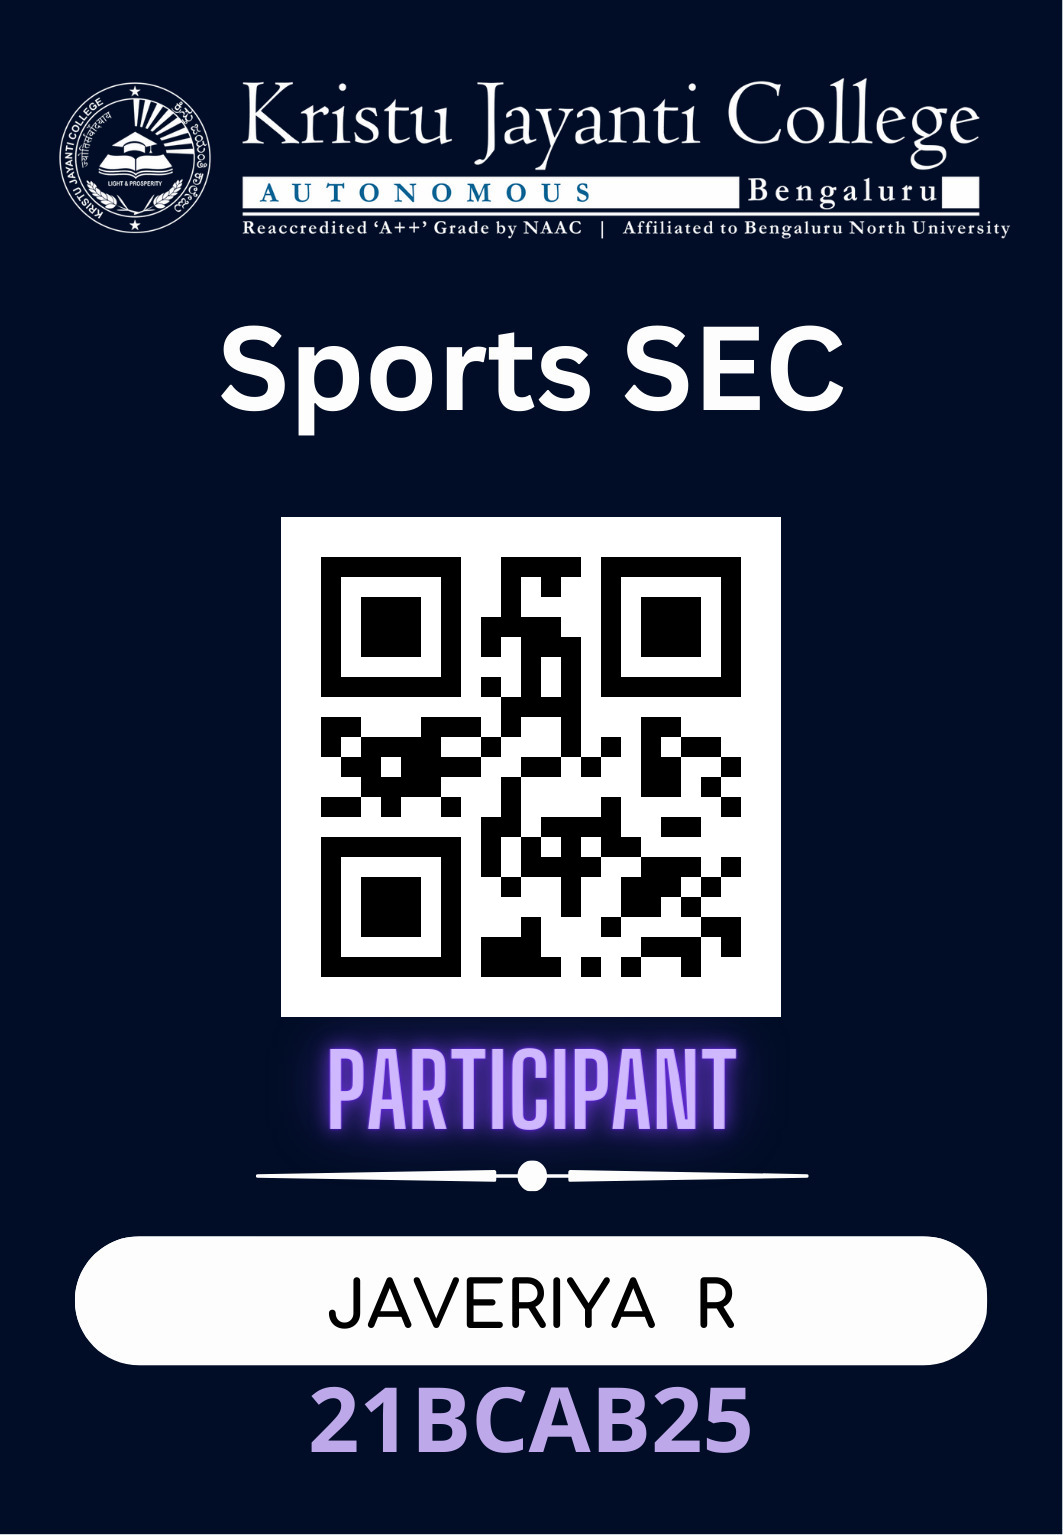 Kristu Jayanti College
AUTONOMOUS Bengaluru
Reaccredited ‘A++’ Grade by NAAC | Affiliated to Bengaluru North University
KRISTU JAYANTI COLLEGE
LIGHT & PROSPERITY
Sports SEC
PARTICIPANT
JAVERIYA R
21BCAB25